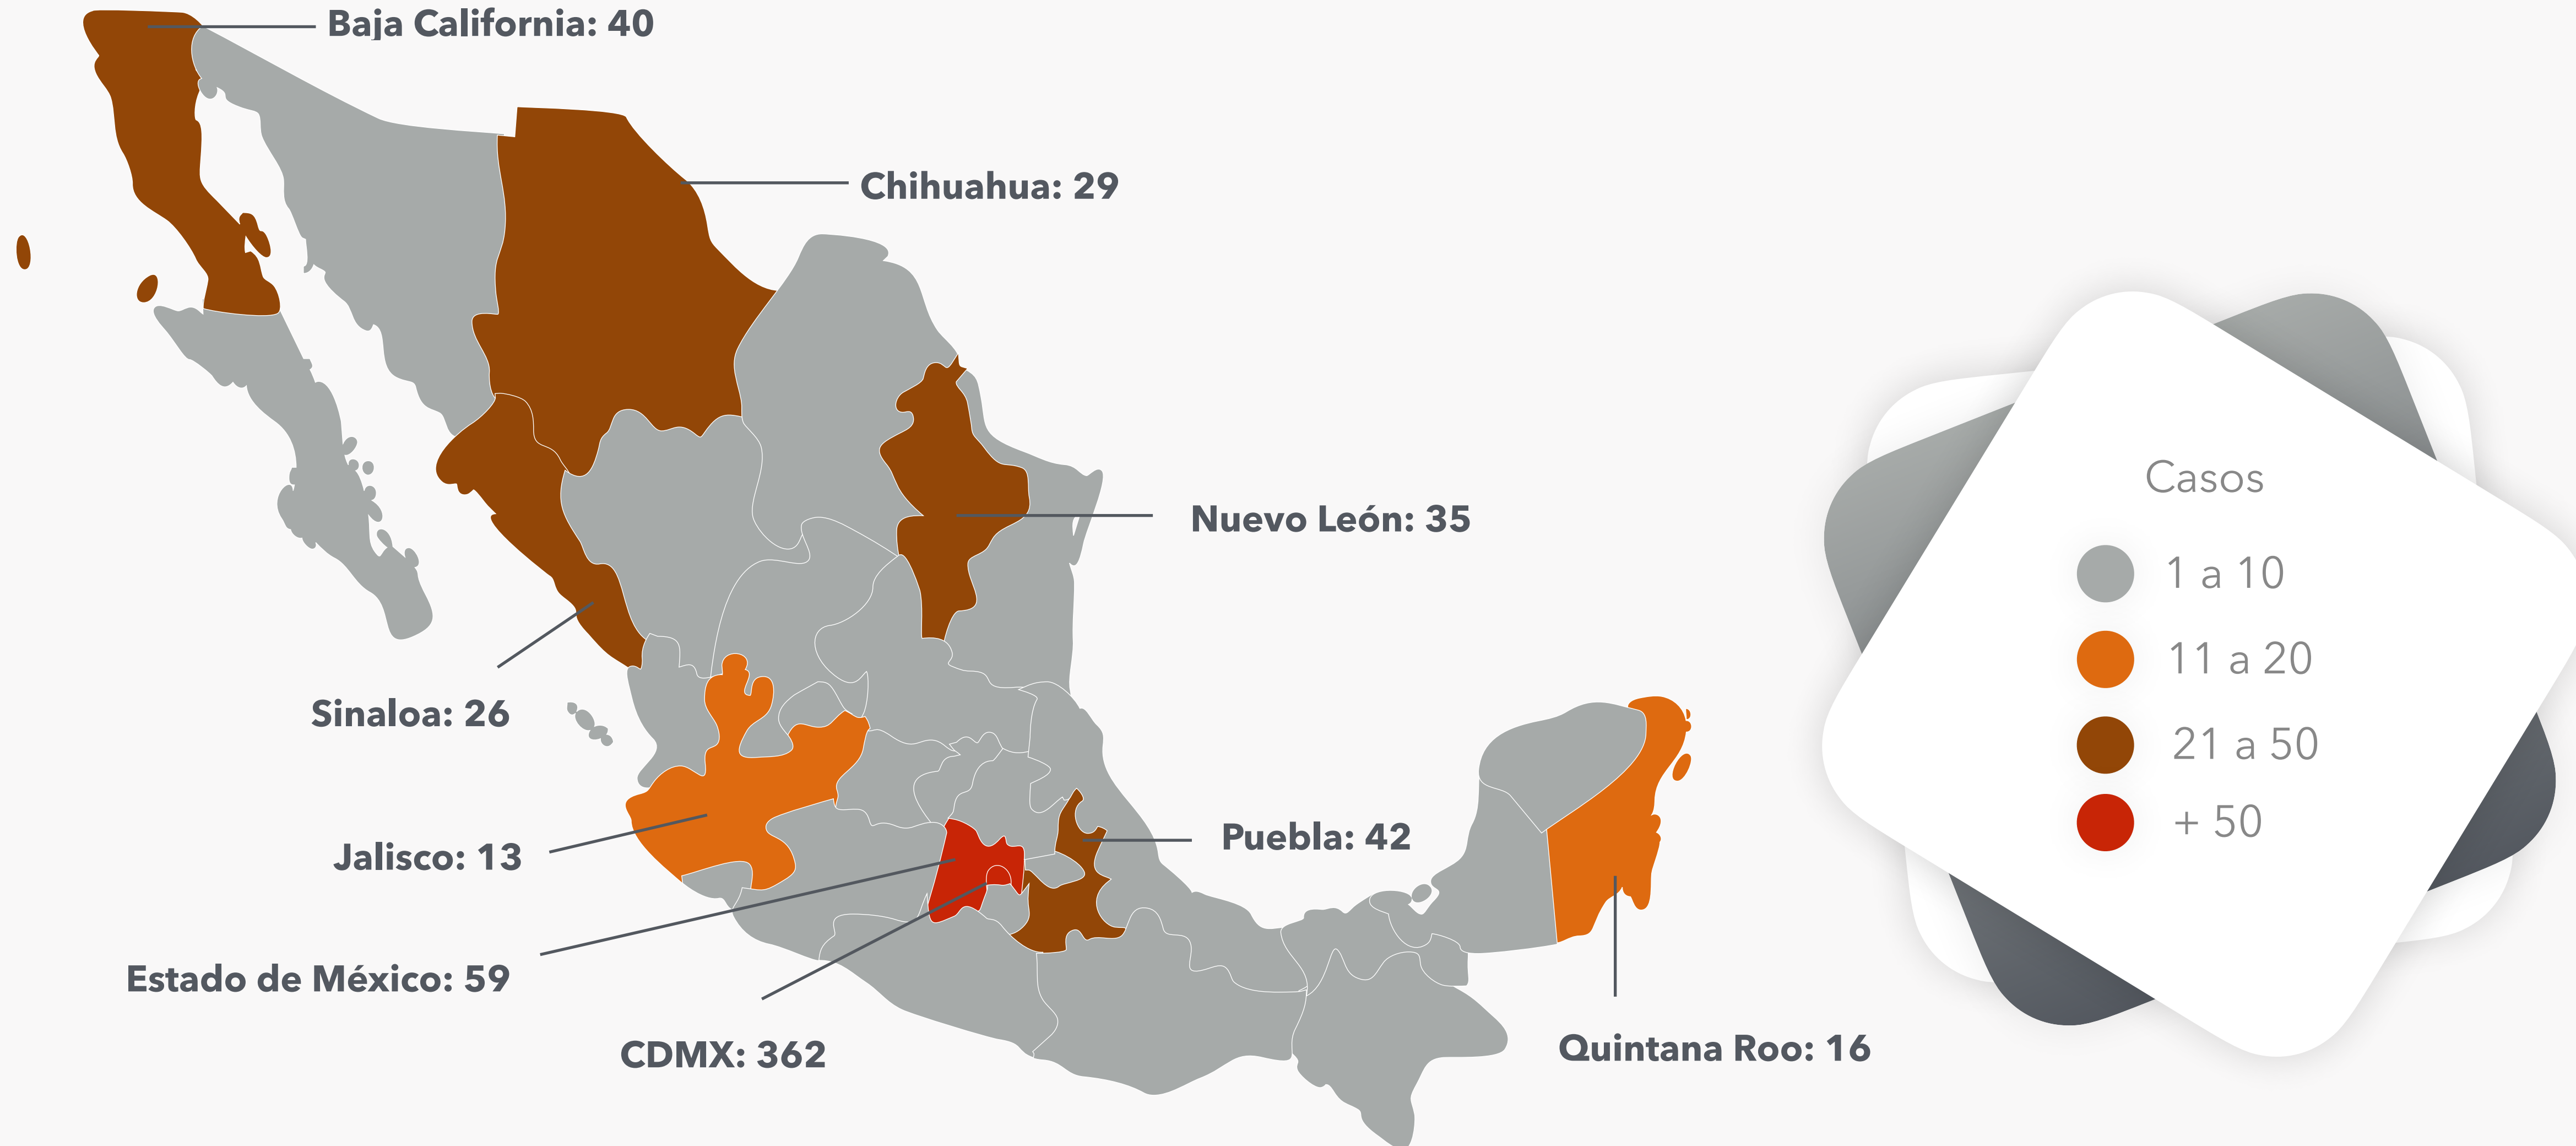 Baja California: 40
Chihuahua: 29
Nuevo León: 35
Sinaloa: 26
Jalisco: 13
Puebla: 42
Estado de México: 59
CDMX: 362
Quintana Roo: 16
Casos
1 a 10
11 a 20
21 a 50
+ 50